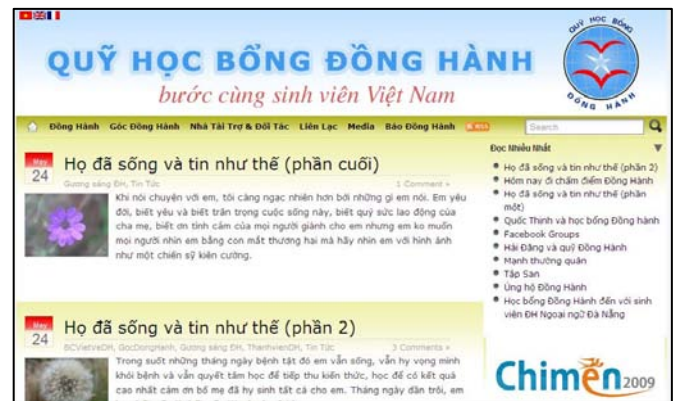 QUỸ HỌC BỔNG ĐỒNG HÀNH
bước cùng sinh viên Việt Nam
QUỸ HỌC BỔNG
ĐỒNG HÀNH
Đồng Hành Góc Đồng Hành Nhà Tài Trợ & Đối Tác Liên Lạc Media Báo Đồng Hành RSS
Search
May
24
Họ đã sống và tin như thế (phần cuối)
Gương sáng ĐH, Tin Tức
1 Comment »
Khi nói chuyện với em, tôi càng ngạc nhiên hơn bởi những gì em nói. Em yêu
đời, biết yêu và biết trân trọng cuộc sống này, biết quý sức lao động của
cha mẹ, biết ơn tình cảm của mọi người giành cho em nhưng em ko muốn
mọi người nhìn em bằng con mắt thương hại mà hãy nhìn em với hình ảnh
như một chiến sỹ kiên cường.
May
24
Họ đã sống và tin như thế (phần 2)
BCVietveDH, GocDongHanh, Gương sáng ĐH, ThanhvienDH, Tin Tức
3 Comments »
Trong suốt những tháng ngày bệnh tật đó em vẫn sống, vẫn hy vọng mình
khỏi bệnh và vẫn quyết tâm học để tiếp thu kiến thức, học để có kết quả
cao nhất cảm ơn bố mẹ đã hy sinh tất cả cho em. Tháng ngày dần trôi, em
Đọc Nhiều Nhất
Họ đã sống và tin như thế (phần 2)
Hôm nay đi chấm điểm Đồng Hành
Họ đã sống và tin như thế (phần
một)
Quốc Thinh và học bổng Đồng hành
Facebook Groups
Hải Đăng và quỹ Đồng Hành
Mạnh thường quân
Tập San
Ủng hộ Đồng Hành
Học bổng Đồng Hành đến với sinh
viên ĐH Ngoại ngữ Đà Nẵng
Chimèn 2009